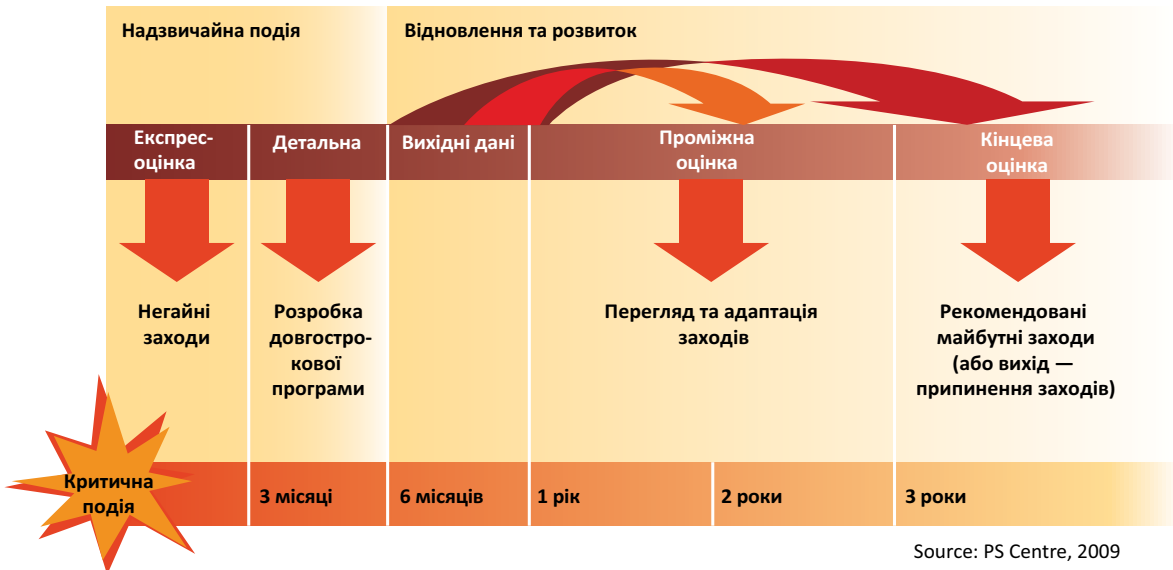 Надзвичайна подія
Відновлення та розвиток
Експрес-
оцінка
Детальна
Вихідні дані
Проміжна
оцінка
Кінцева
оцінка
Негайні
заходи
Розробка
довгостро-
кової
програми
Перегляд та адаптація
заходів
Рекомендовані
майбутні заходи
(або вихід —
припинення заходів)
Критична
подія
3 місяці
6 місяців
1 рік
2 роки
3 роки
Source: PS Centre, 2009